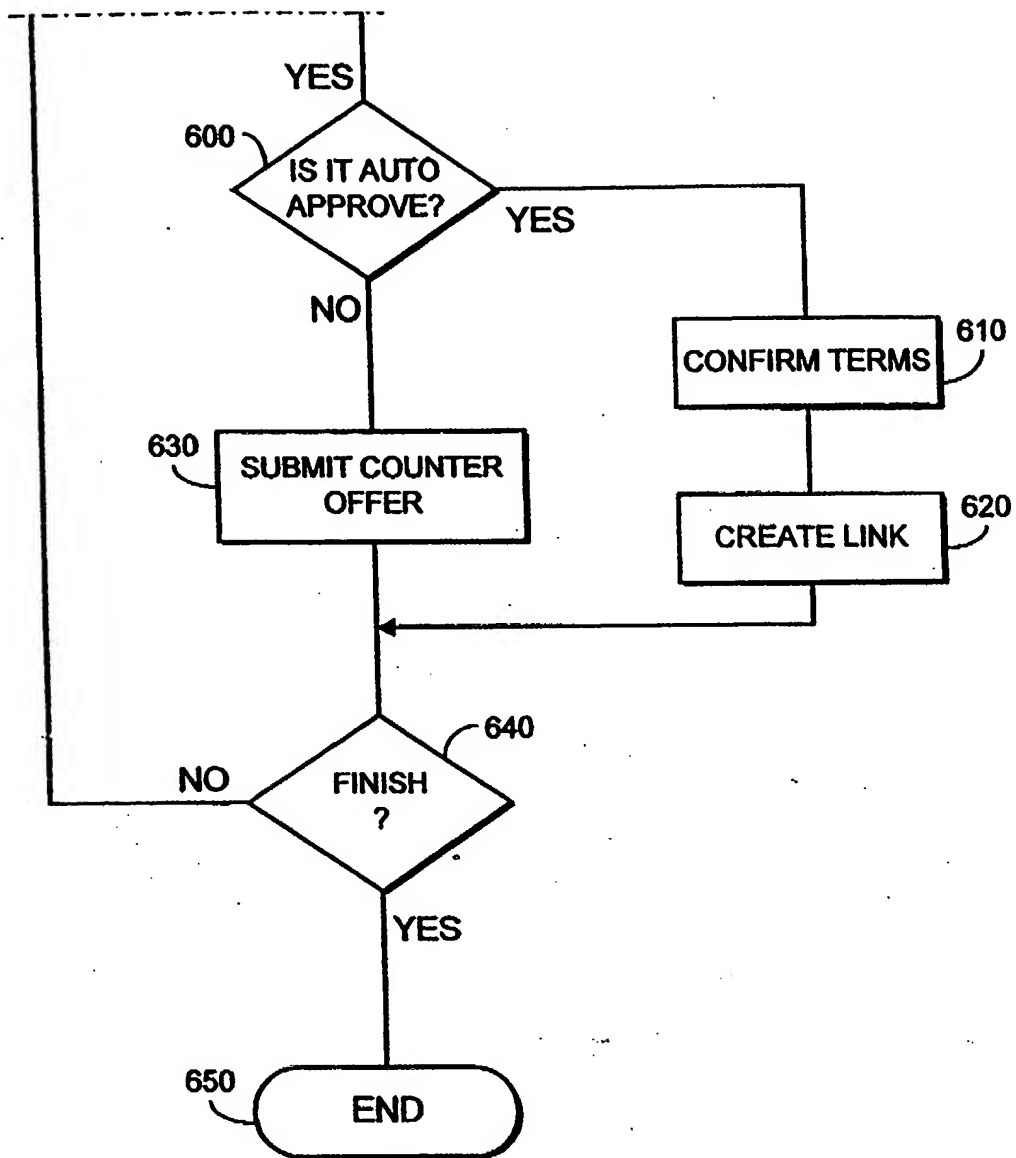 YES
600
IS IT AUTO
APPROVE?
YES
NO
610
CONFIRM TERMS
630
SUBMIT COUNTER
OFFER
620
CREATE LINK
640
NO
FINISH
?
YES
650
END